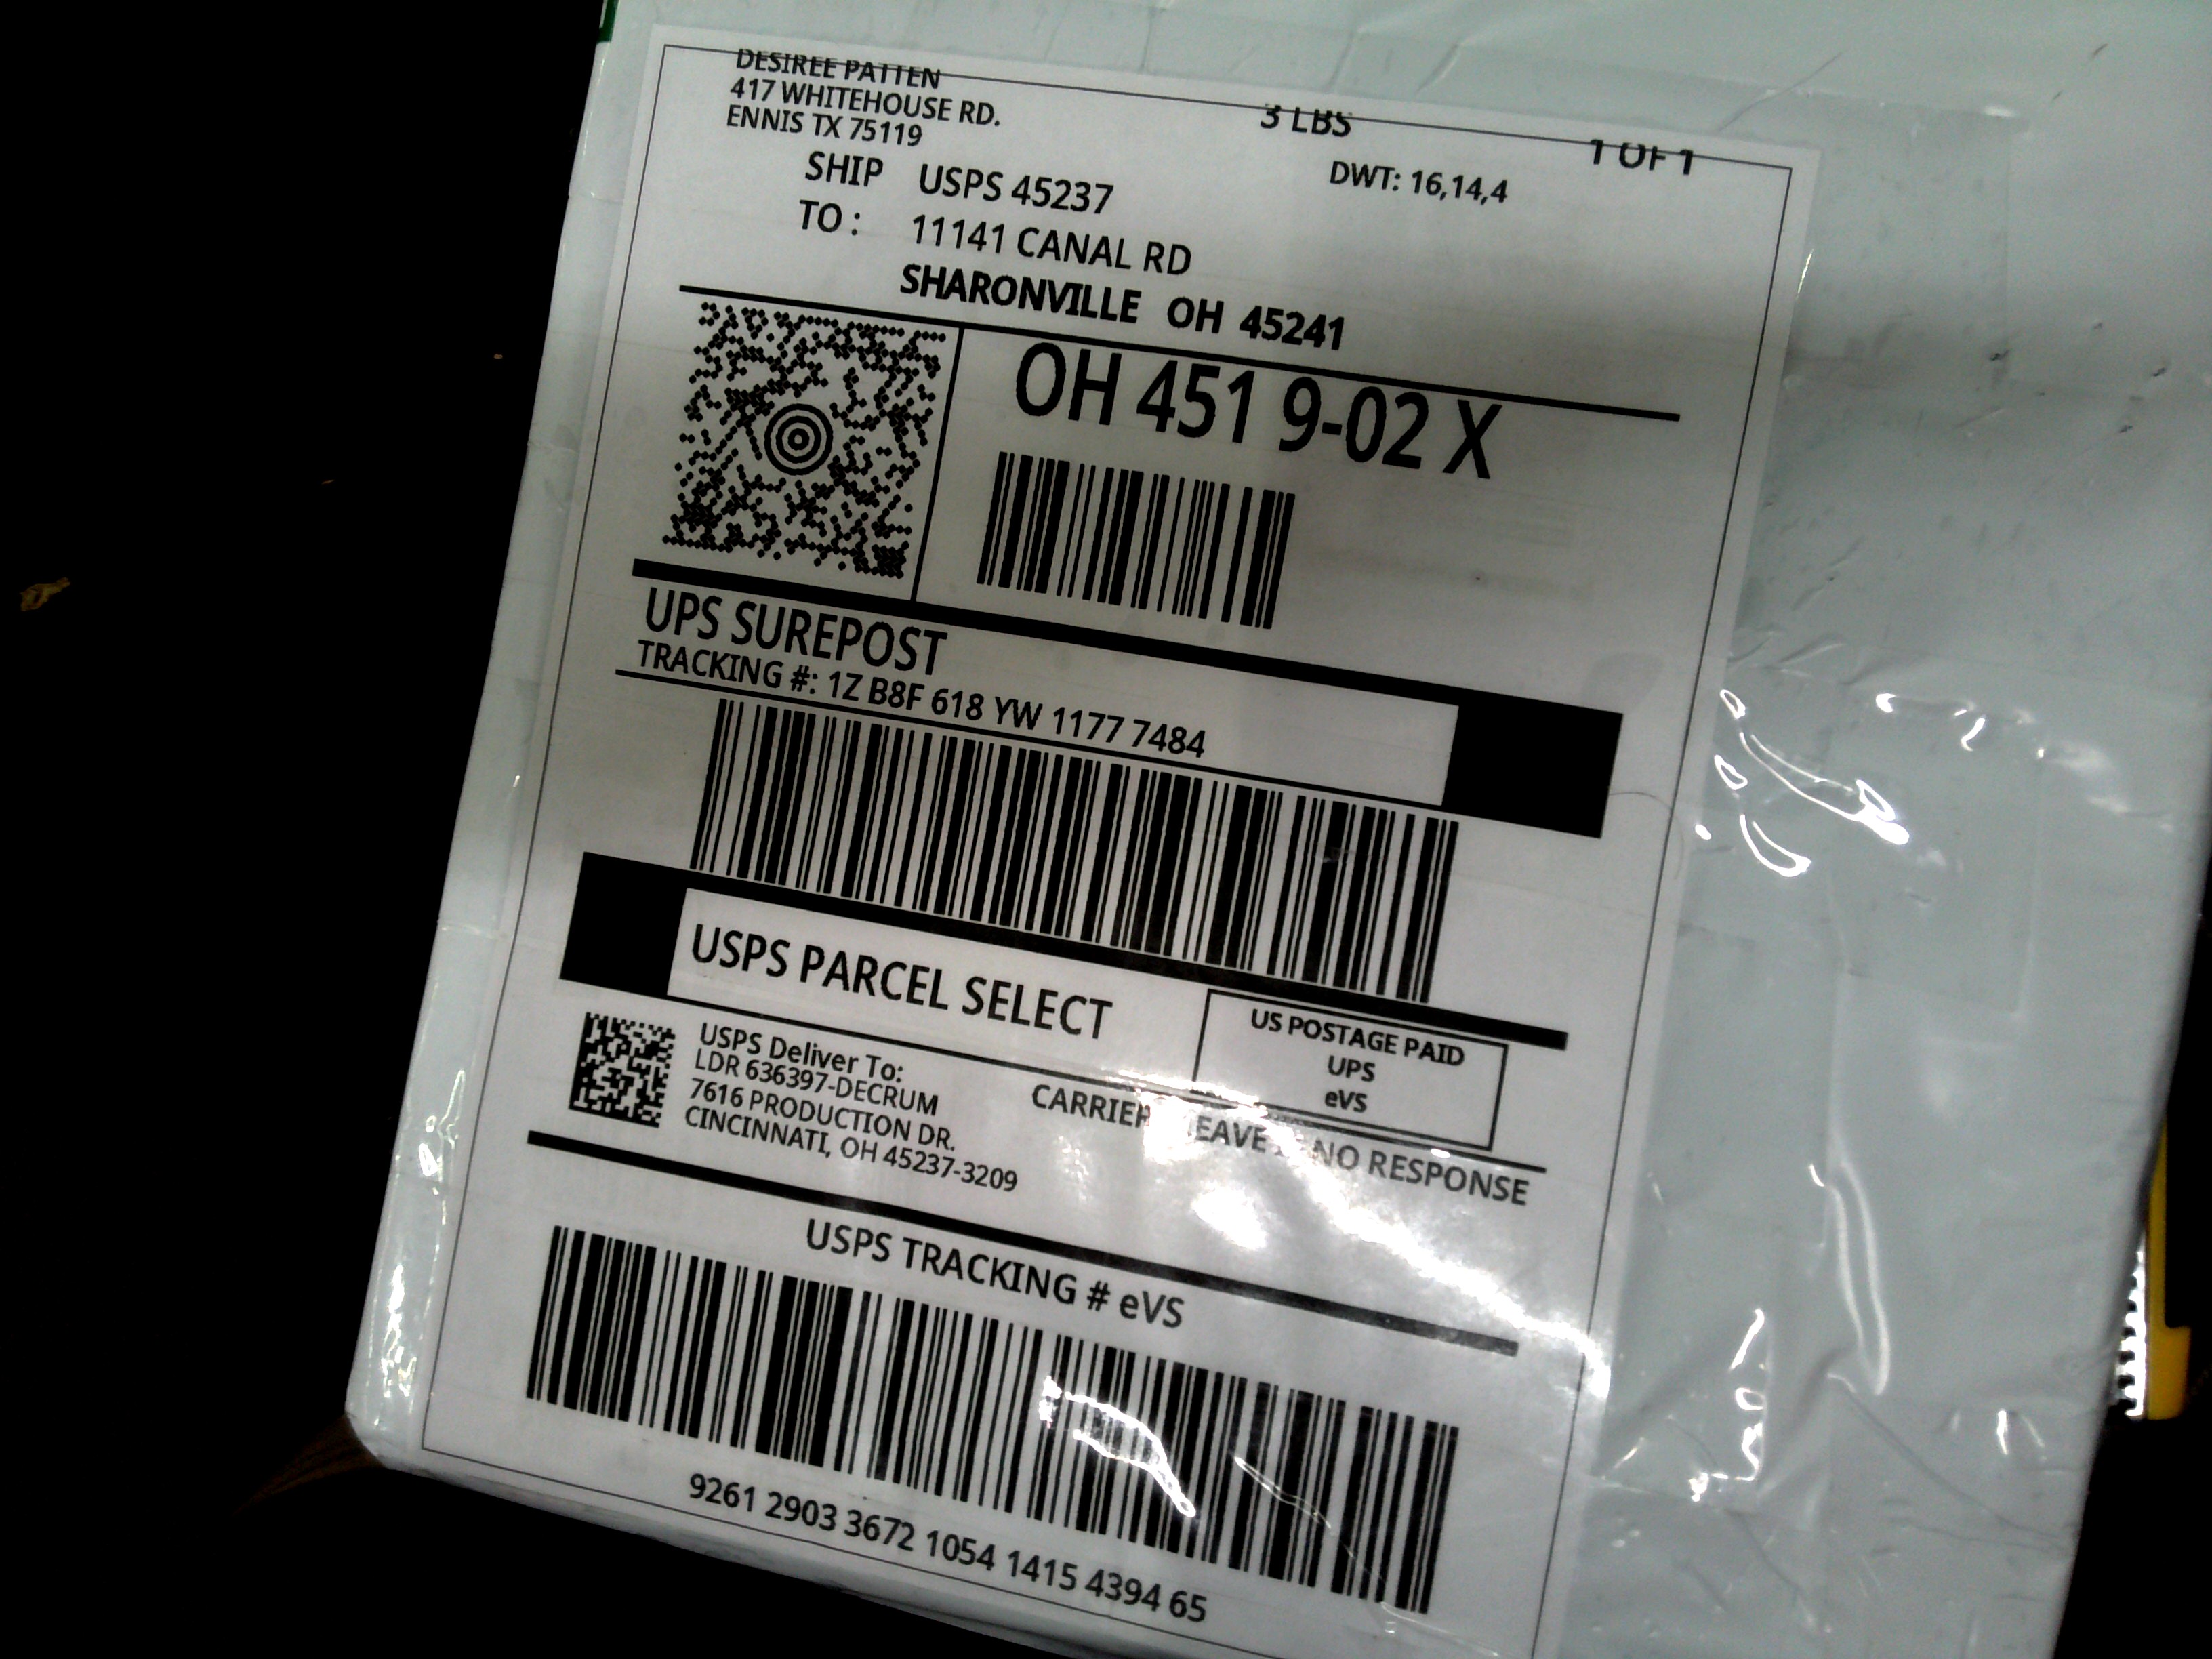 DESIREE PATTEN
417 WHITEHOUSE RD.
ENNIS TX 75119
3 LBS
1 OF 1
DWT: 16,14,4
SHIP USPS 45237
TO : 11141 CANAL RD
SHARONVILLE OH 45241
OH 451 9-02 X
UPS SUREPOST
TRACKING #: 1Z B8F 618 YW 1177 7484
USPS PARCEL SELECT
US POSTAGE PAID
UPS
eVS
USPS Deliver To:
LDR 636397-DECRUM
7616 PRODUCTION DR.
CINCINNATI, OH 45237-3209
CARRIER LEAVE NO RESPONSE
USPS TRACKING # eVS
9261 2903 3672 1054 1415 4394 65